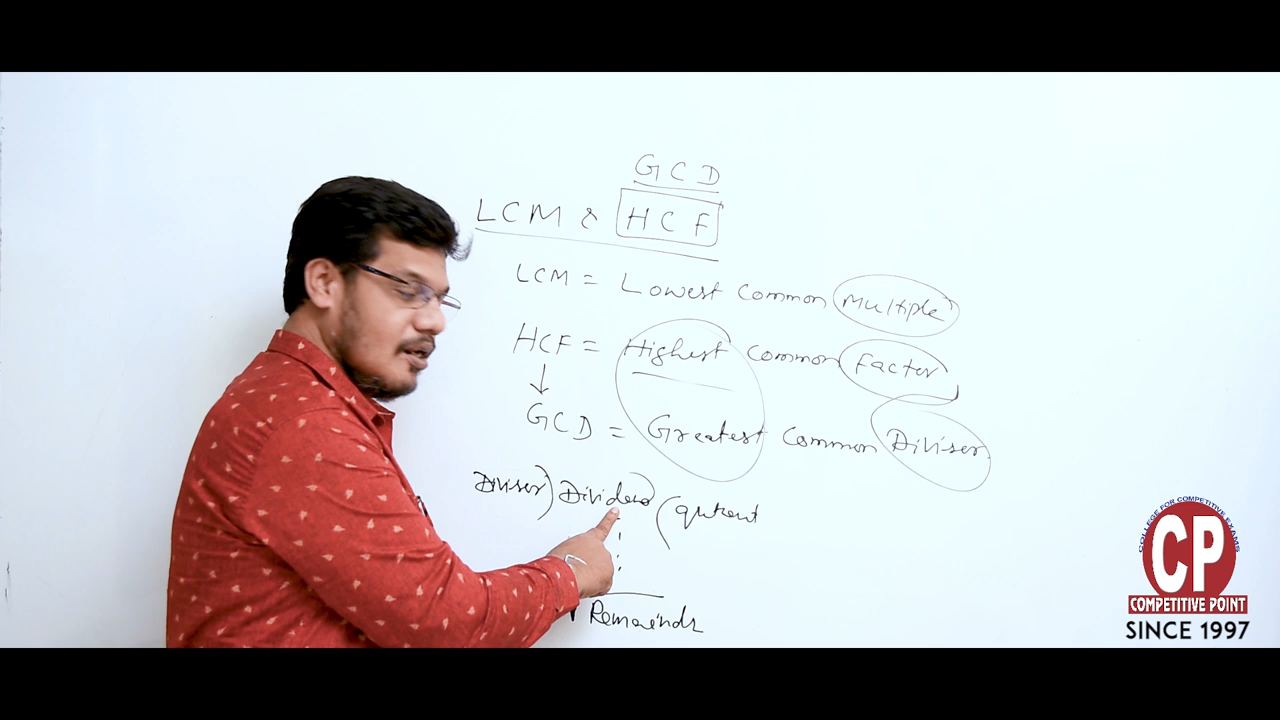 GCD
LCM & HCF
LCM = Lowest Common Multiple
HCF = Highest Common Factor
GCD = Greatest Common Diviser
Diviser) Dividend (
Remaindr
COLLEGE FOR COMPETITIVE EXAMS
CP
COMPETITIVE POINT
SINCE 1997